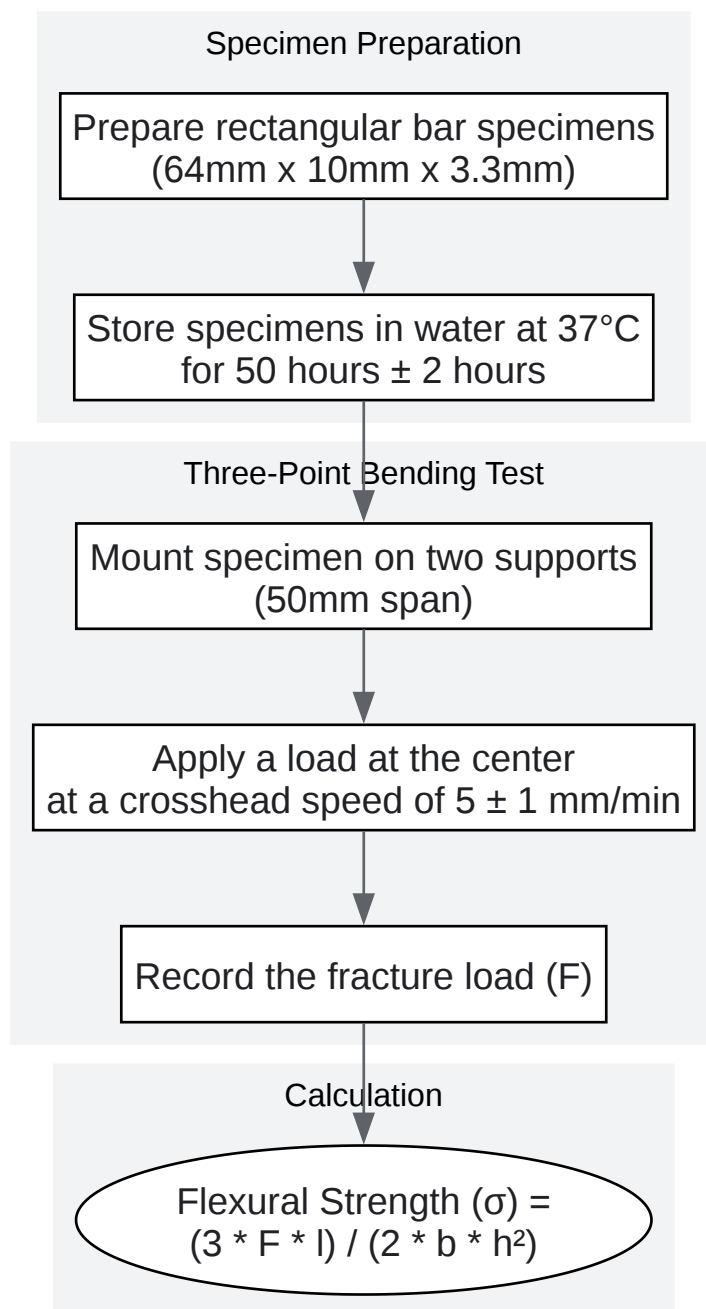 Specimen Preparation
Prepare rectangular bar specimens
(64mm x 10mm x 3.3mm)
Store specimens in water at 37°C
for 50 hours ± 2 hours
Three-Point Bending Test
Mount specimen on two supports
(50mm span)
Apply a load at the center
at a crosshead speed of 5 ± 1 mm/min
Record the fracture load (F)
Calculation
Flexural Strength (σ) =
(3 * F * l) / (2 * b * h²)